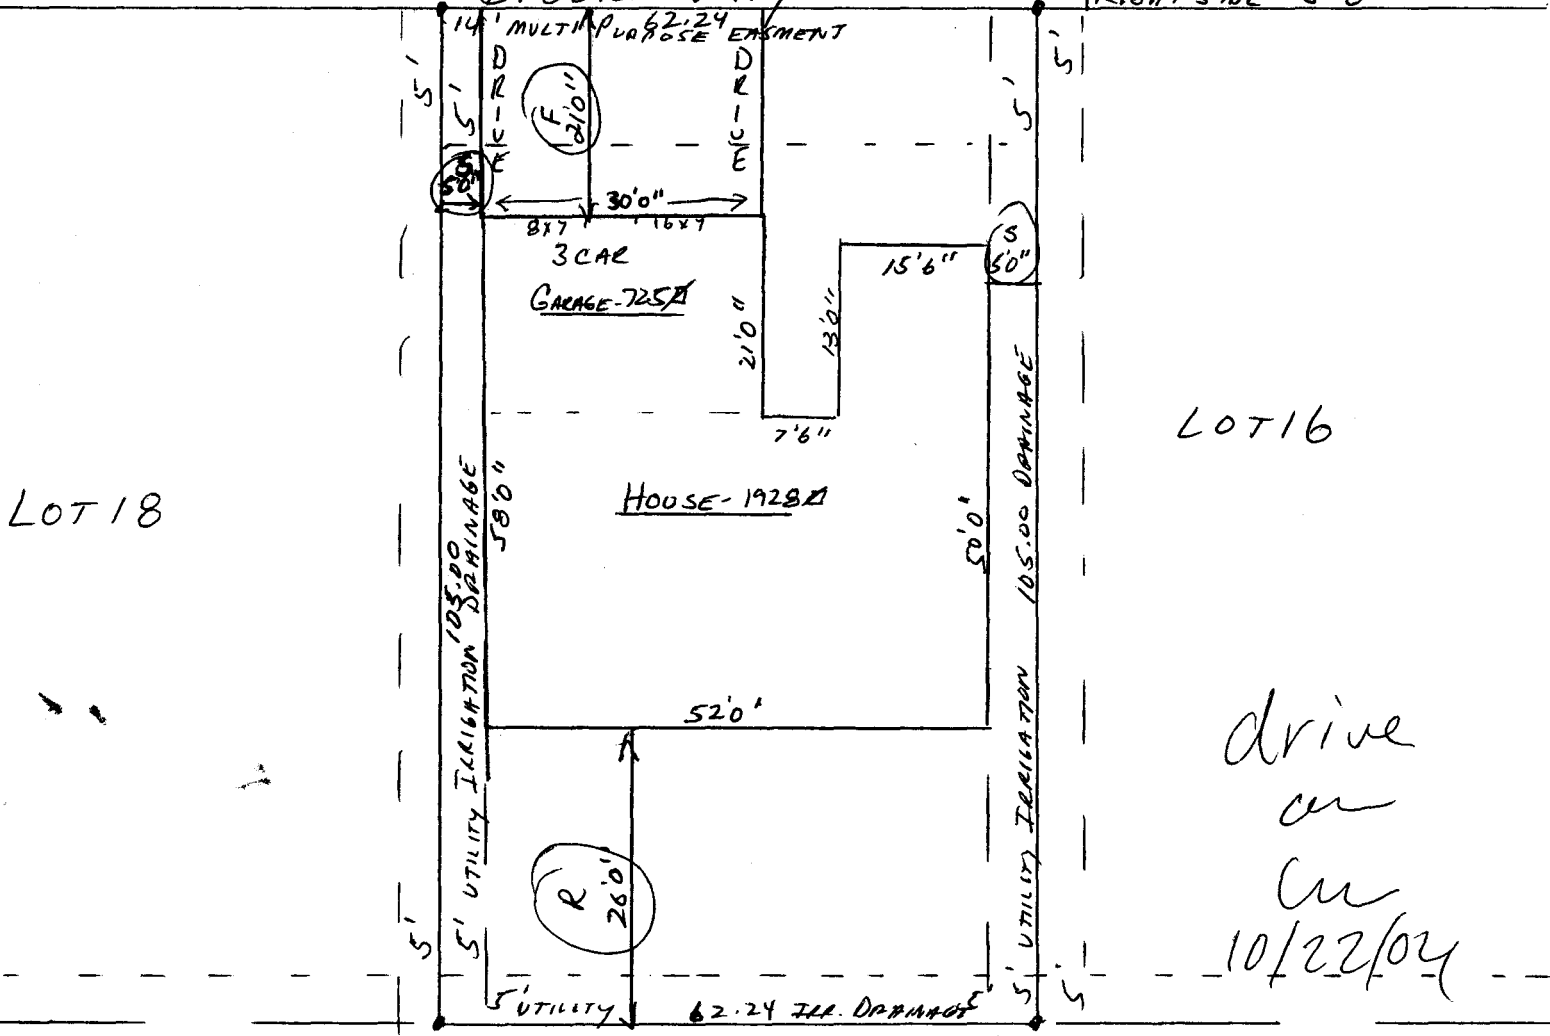 62.24
14' MULTI PURPOSE EASMENT
5'
5'
5'
5'
DRIVE
F
21'0"
DRIVE
S
5'0"
30'0"
8x7
16x7
3 CAR
GARAGE-725
21'0"
13'0"
15'6"
S
5'0"
7'6"
LOT 18
HOUSE-1928
LOT 16
58'0"
50'0"
105.00
5' UTILITY IRRIGATION DRAINAGE
5' UTILITY IRRIGATION 105.00 DRAINAGE
52'0"
R
26'0"
drive
10/22/04
5'
5'
5' UTILITY 62.24 IRR. DRAINAGE
5'